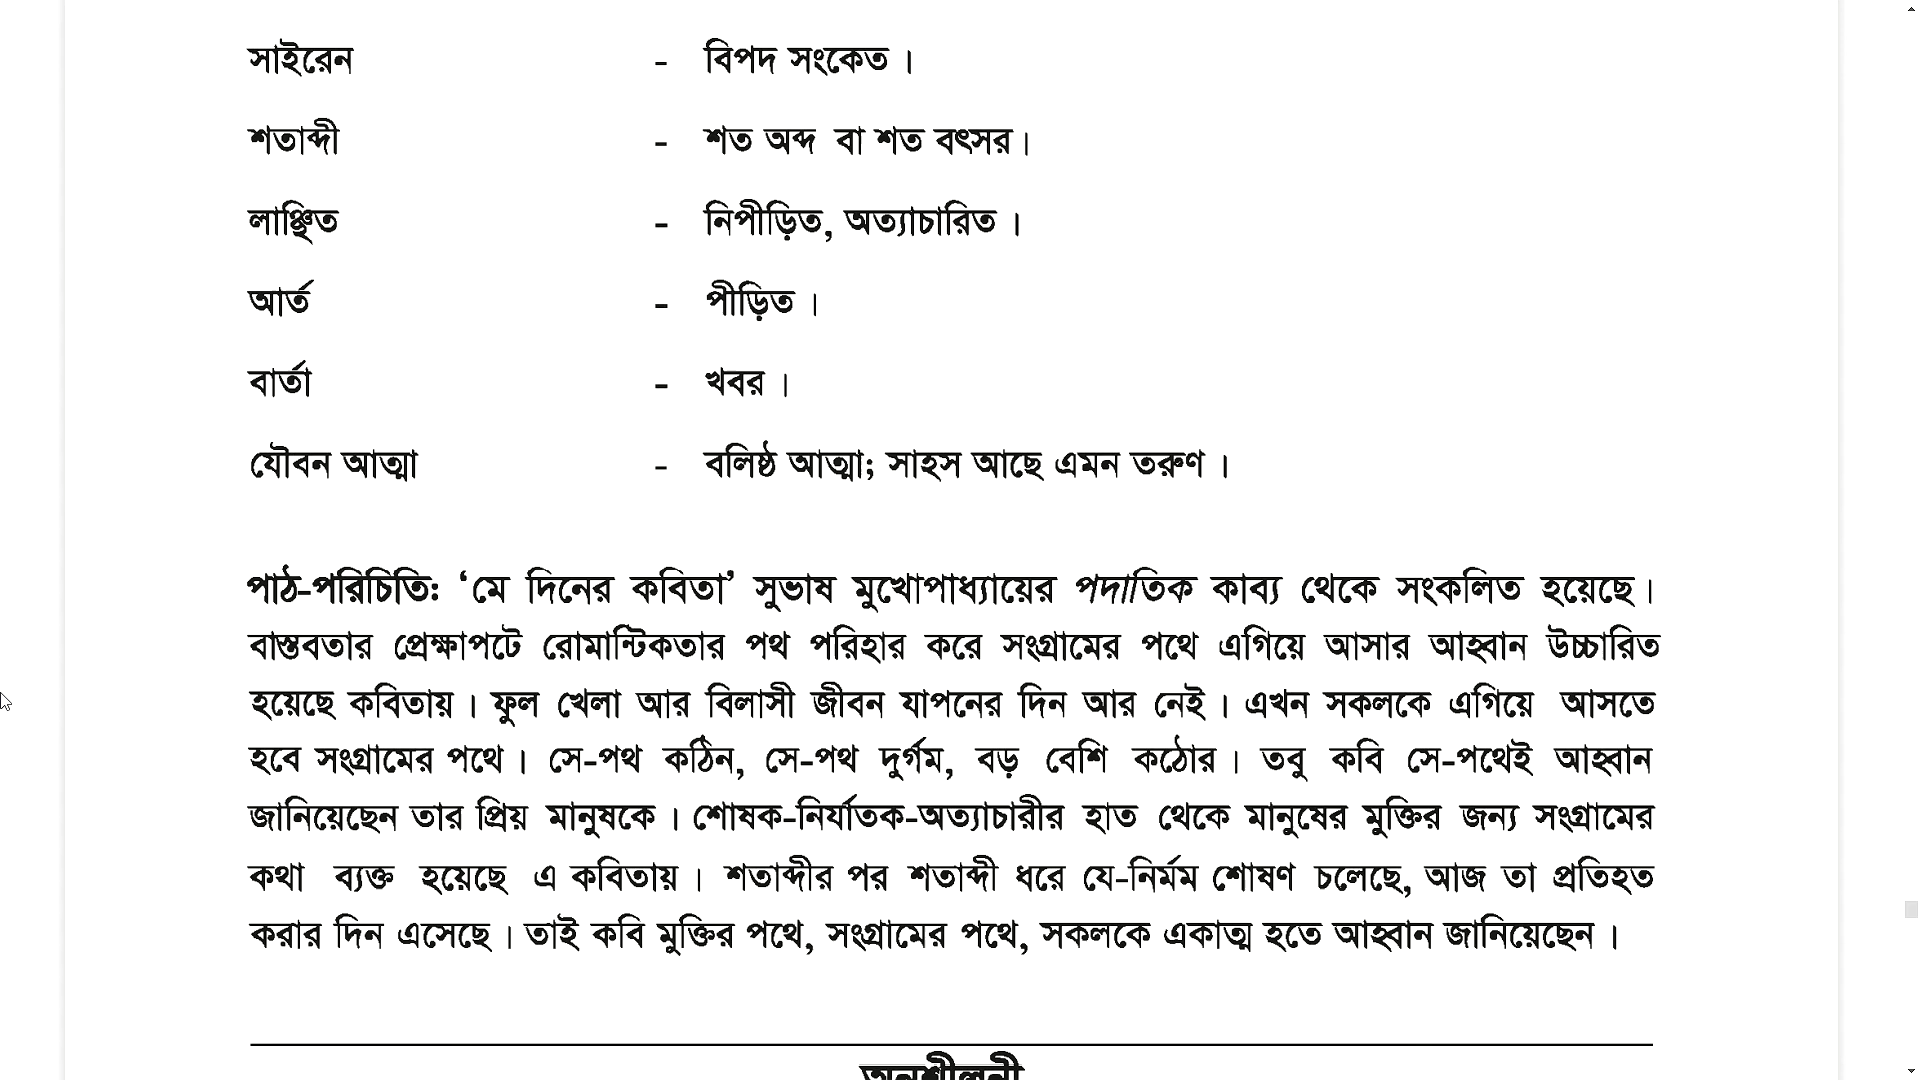 সাইরেন - বিপদ সংকেত ।
শতাব্দী - শত অব্দ বা শত বৎসর।
লাঞ্ছিত - নিপীড়িত, অত্যাচারিত ।
আর্ত - পীড়িত ।
বার্তা - খবর ।
যৌবন আত্মা - বলিষ্ঠ আত্মা; সাহস আছে এমন তরুণ ।
পাঠ-পরিচিতি: ‘মে দিনের কবিতা’ সুভাষ মুখোপাধ্যায়ের পদাতিক কাব্য থেকে সংকলিত হয়েছে।
বাস্তবতার প্রেক্ষাপটে রোমান্টিকতার পথ পরিহার করে সংগ্রামের পথে এগিয়ে আসার আহ্বান উচ্চারিত
হয়েছে কবিতায় । ফুল খেলা আর বিলাসী জীবন যাপনের দিন আর নেই । এখন সকলকে এগিয়ে আসতে
হবে সংগ্রামের পথে । সে-পথ কঠিন, সে-পথ দুর্গম, বড় বেশি কঠোর । তবু কবি সে-পথেই আহ্বান
জানিয়েছেন তার প্রিয় মানুষকে । শোষক-নির্যাতক-অত্যাচারীর হাত থেকে মানুষের মুক্তির জন্য সংগ্রামের
কথা ব্যক্ত হয়েছে এ কবিতায় । শতাব্দীর পর শতাব্দী ধরে যে-নির্মম শোষণ চলেছে, আজ তা প্রতিহত
করার দিন এসেছে । তাই কবি মুক্তির পথে, সংগ্রামের পথে, সকলকে একাত্ম হতে আহ্বান জানিয়েছেন ।
অনুশীলনী